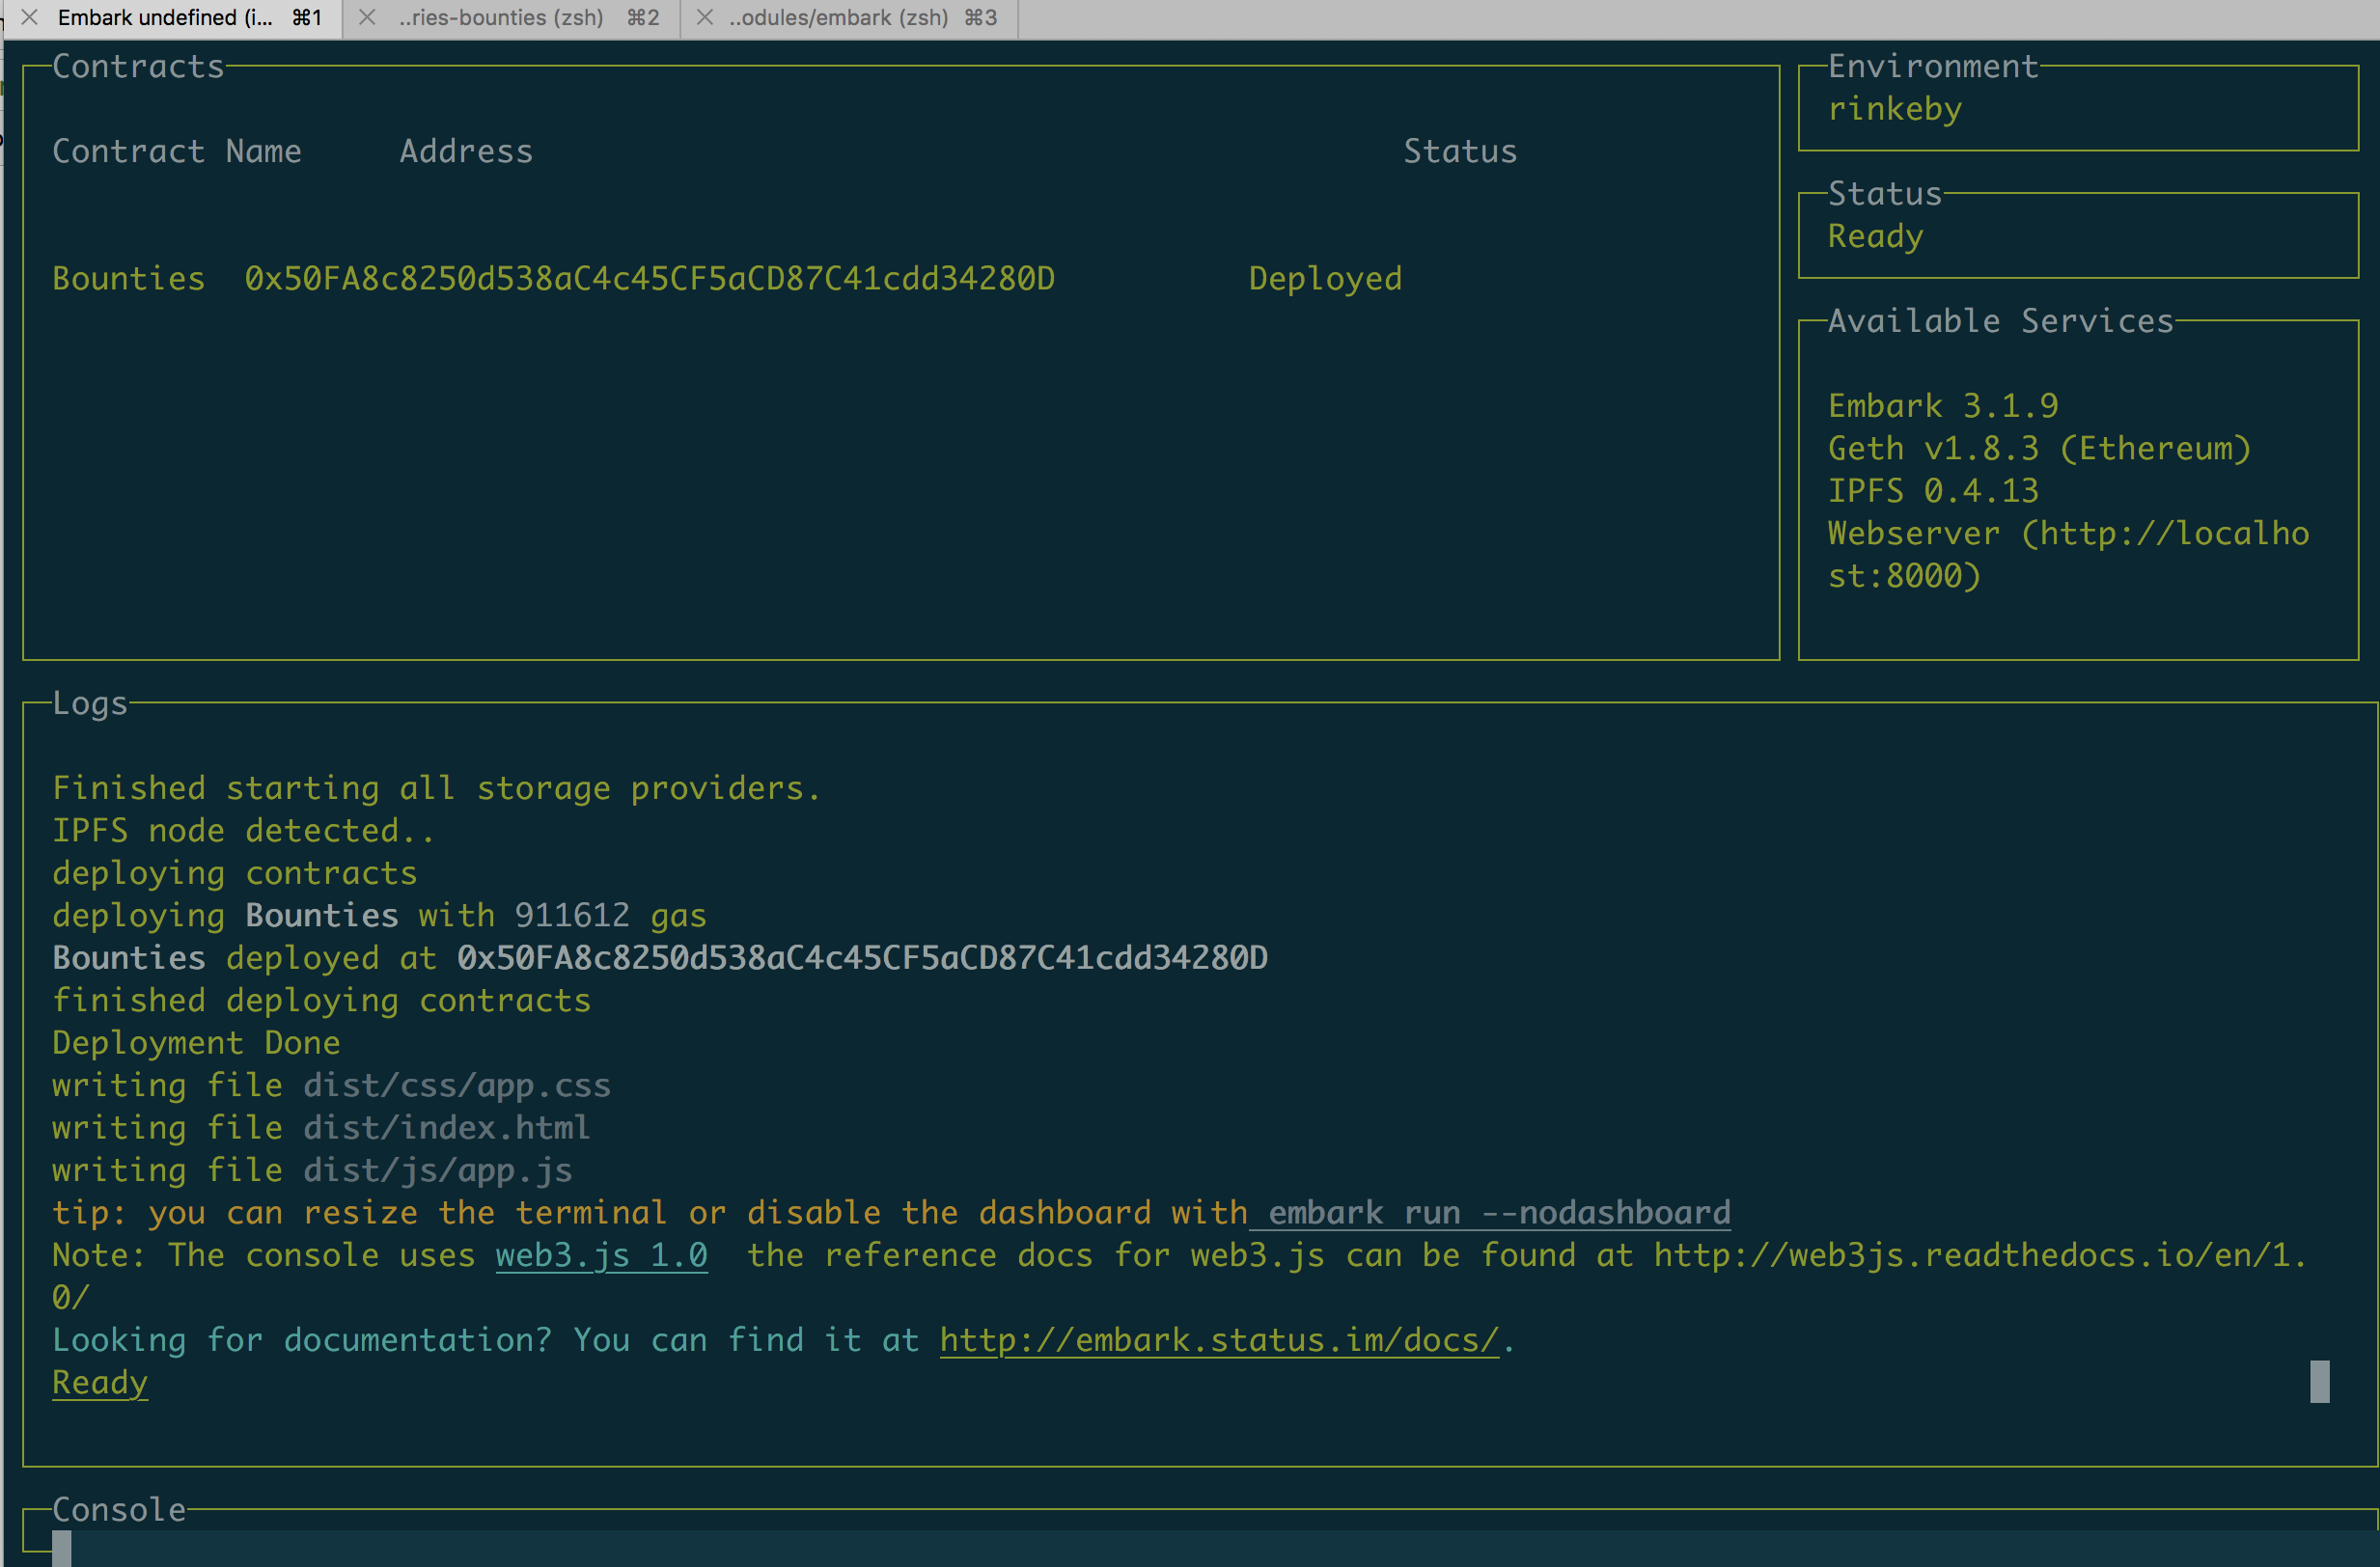 Embark undefined (i... ⌘1
..ries-bounties (zsh) ⌘2
..odules/embark (zsh) ⌘3
Contracts
Contract Name Address Status
Bounties 0x50FA8c8250d538aC4c45CF5aCD87C41cdd34280D Deployed
Environment
rinkeby
Status
Ready
Available Services
Embark 3.1.9
Geth v1.8.3 (Ethereum)
IPFS 0.4.13
Webserver (http://localho
st:8000)
Logs
Finished starting all storage providers.
IPFS node detected..
deploying contracts
deploying Bounties with 911612 gas
Bounties deployed at 0x50FA8c8250d538aC4c45CF5aCD87C41cdd34280D
finished deploying contracts
Deployment Done
writing file dist/css/app.css
writing file dist/index.html
writing file dist/js/app.js
tip: you can resize the terminal or disable the dashboard with embark run --nodashboard
Note: The console uses web3.js 1.0  the reference docs for web3.js can be found at http://web3js.readthedocs.io/en/1.
0/
Looking for documentation? You can find it at http://embark.status.im/docs/.
Ready
Console